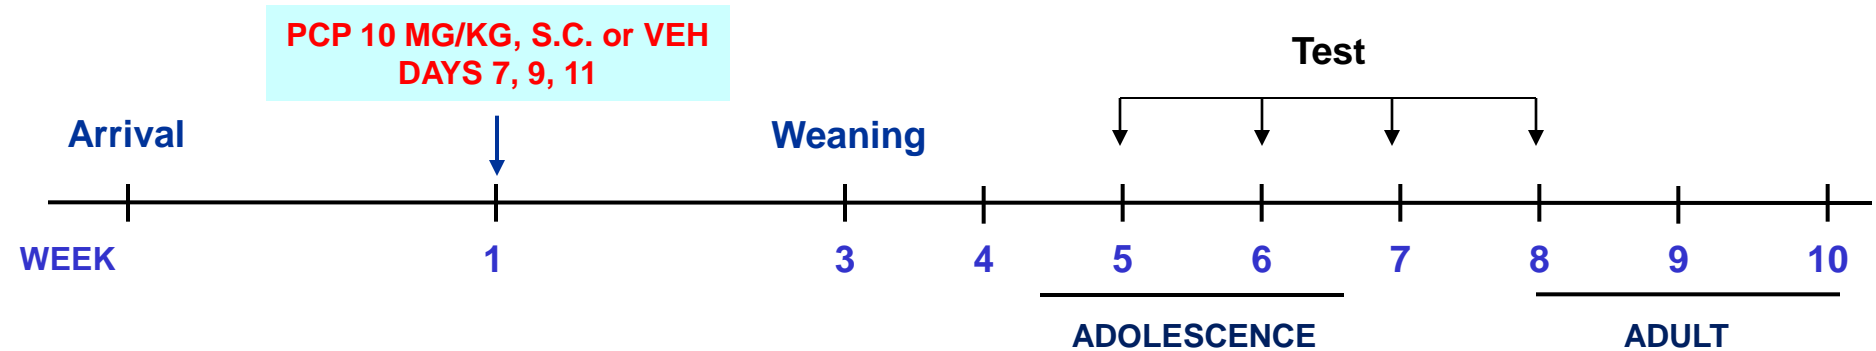 PCP 10 MG/KG, S.C. or VEH
DAYS 7, 9, 11
Test
Arrival
Weaning
WEEK 1 3 4 5 6 7 8 9 10
ADOLESCENCE ADULT